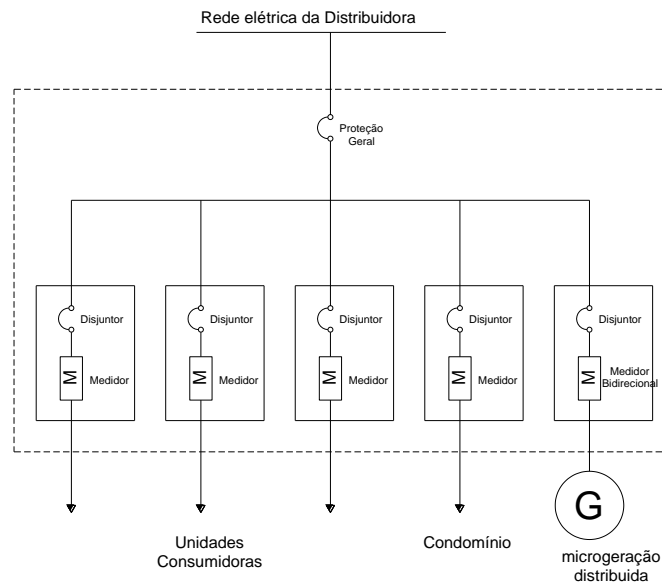 Rede elétrica da Distribuidora
Proteção
Geral
Disjuntor
Disjuntor
Disjuntor
Disjuntor
Disjuntor
M
Medidor
M
Medidor
M
Medidor
M
Medidor
M
Medidor
Bidirecional
G
Unidades
Consumidoras
Condomínio
microgeração
distribuida